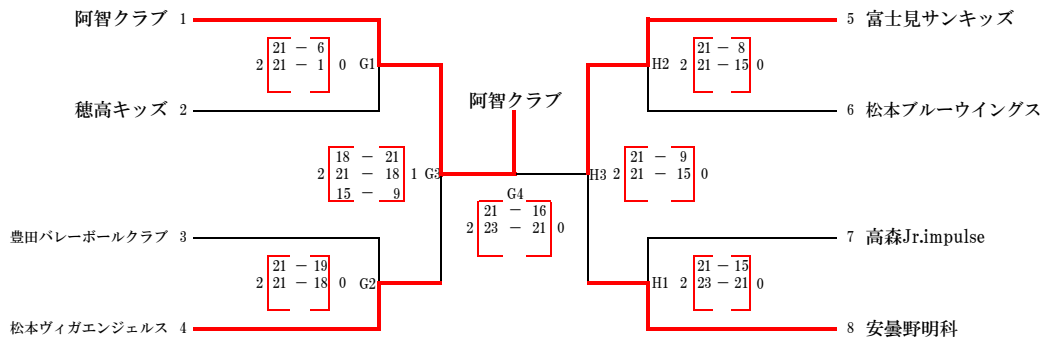 阿智クラブ 1
21 － 6
2 21 － 1 0 G1
穂高キッズ 2
18 － 21
2 21 － 18 1 G3
15 － 9
豊田バレーボールクラブ 3
21 － 19
2 21 － 18 0 G2
松本ヴィガエンジェルス 4
阿智クラブ
G4
21 － 16
2 23 － 21 0
5 富士見サンキッズ
21 － 8
H2 2 21 － 15 0
6 松本ブルーウイングス
21 － 9
H3 2 21 － 15 0
7 高森Jr.impulse
21 － 15
H1 2 23 － 21 0
8 安曇野明科